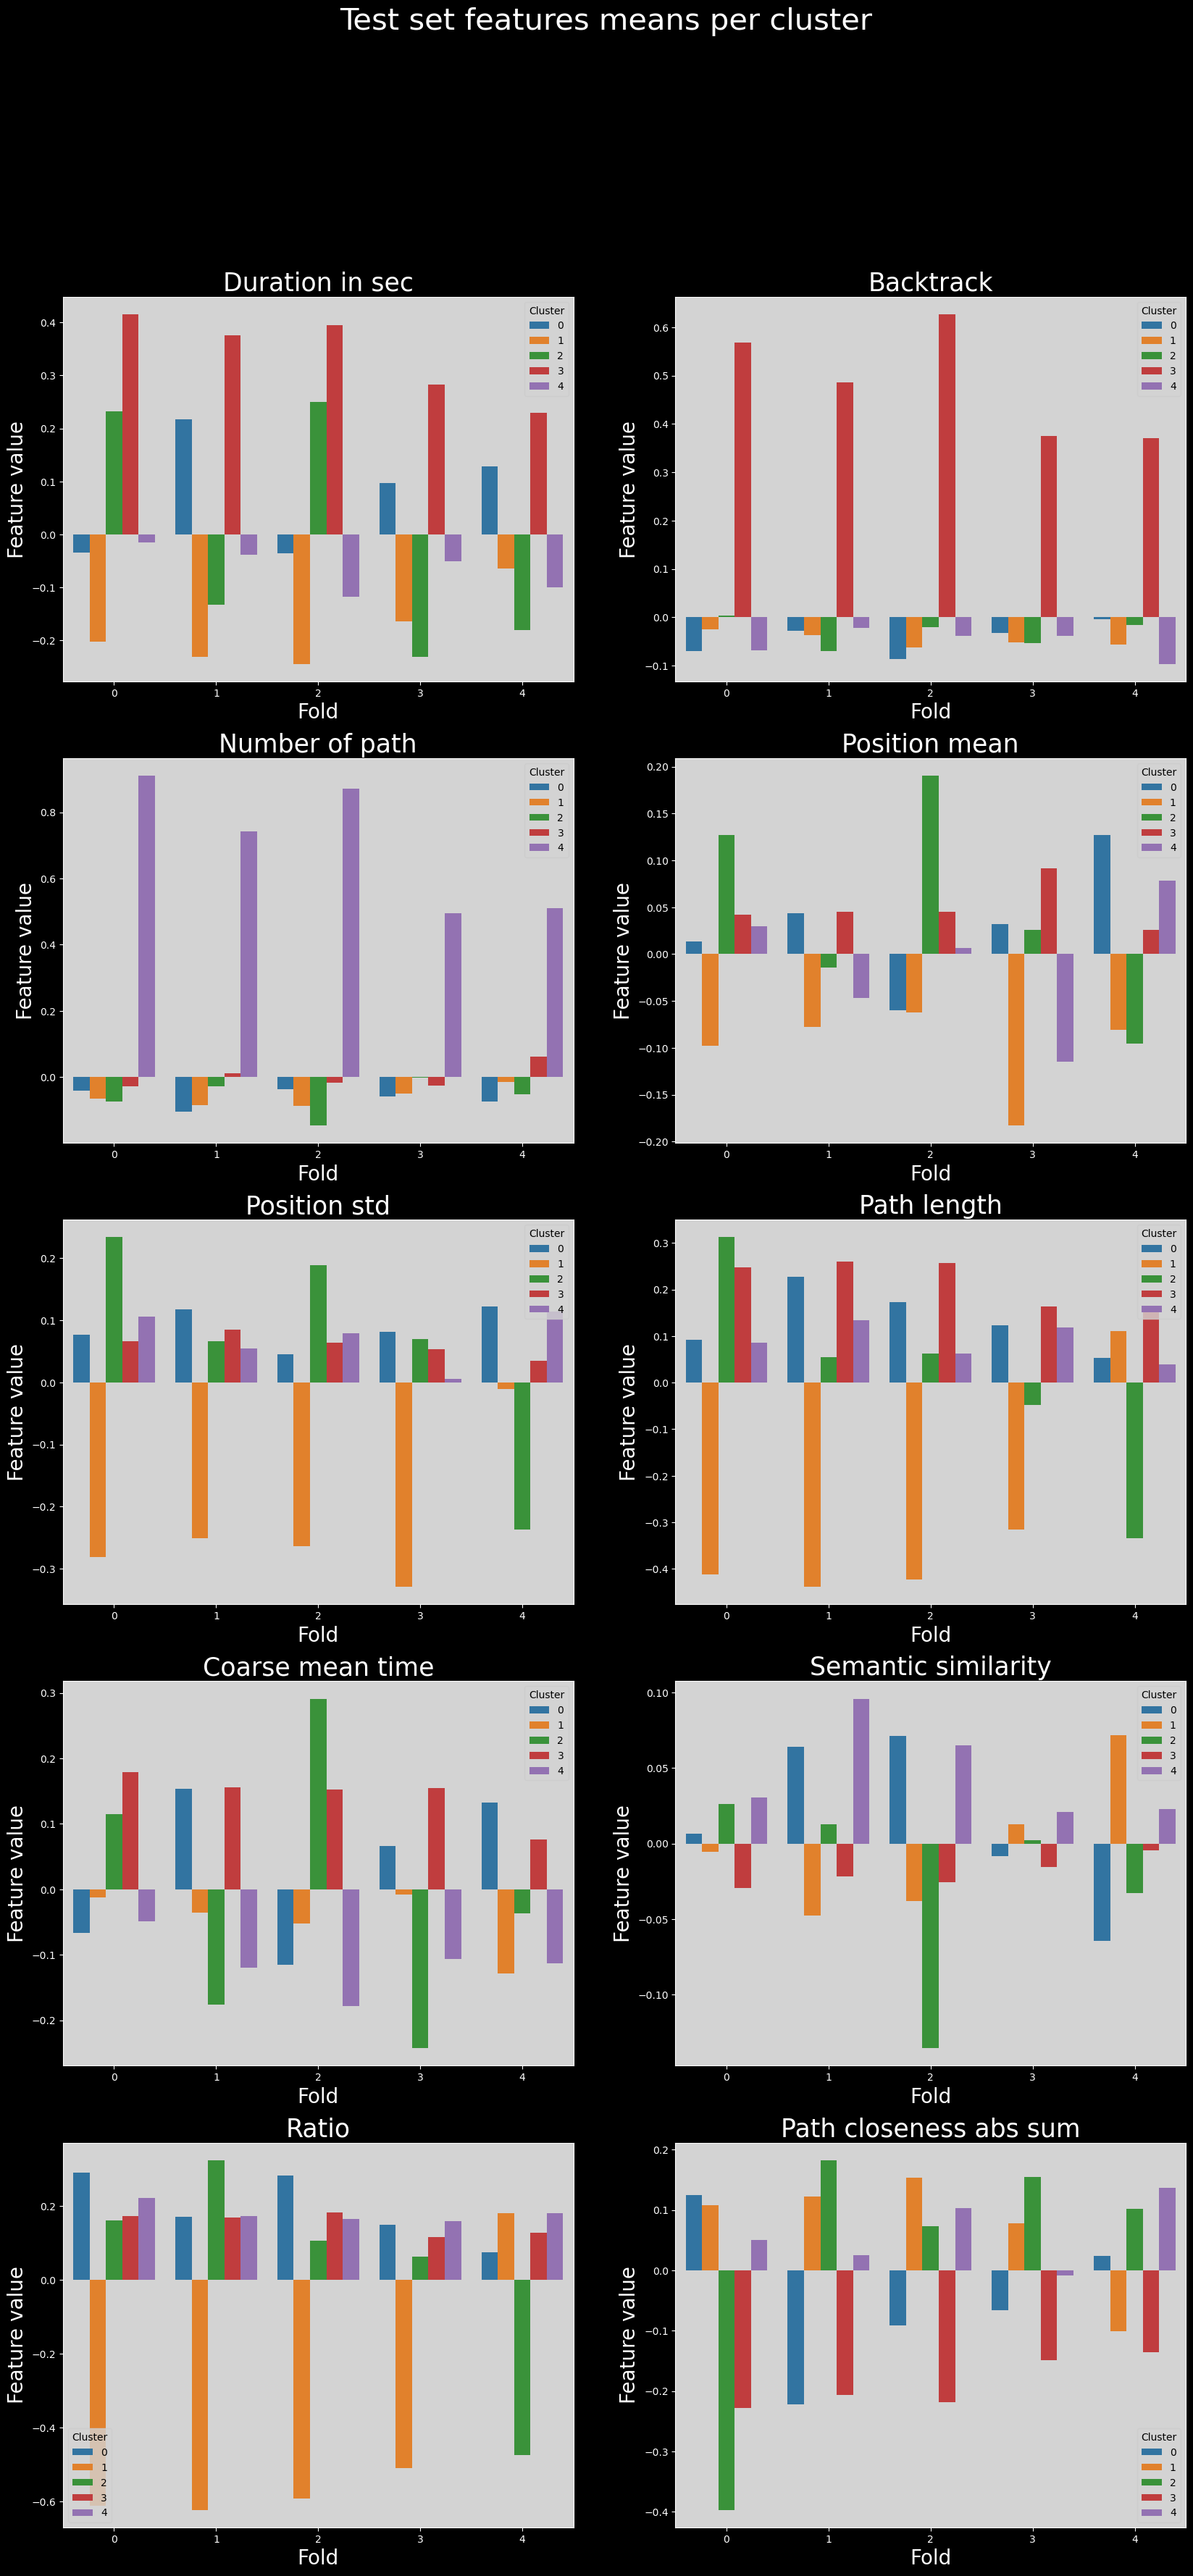 Test set features means per cluster
Duration in sec
Feature value
0.4
0.3
0.2
0.1
0.0
−0.1
−0.2
Cluster
0
1
2
3
4
0 1 2 3 4
Fold
Backtrack
Feature value
0.6
0.5
0.4
0.3
0.2
0.1
0.0
−0.1
Cluster
0
1
2
3
4
0 1 2 3 4
Fold
Number of path
Feature value
0.8
0.6
0.4
0.2
0.0
Cluster
0
1
2
3
4
0 1 2 3 4
Fold
Position mean
Feature value
0.20
0.15
0.10
0.05
0.00
−0.05
−0.10
−0.15
−0.20
Cluster
0
1
2
3
4
0 1 2 3 4
Fold
Position std
Feature value
0.2
0.1
0.0
−0.1
−0.2
−0.3
Cluster
0
1
2
3
4
0 1 2 3 4
Fold
Path length
Feature value
0.3
0.2
0.1
0.0
−0.1
−0.2
−0.3
−0.4
Cluster
0
1
2
3
4
0 1 2 3 4
Fold
Coarse mean time
Feature value
0.3
0.2
0.1
0.0
−0.1
−0.2
Cluster
0
1
2
3
4
0 1 2 3 4
Fold
Semantic similarity
Feature value
0.10
0.05
0.00
−0.05
−0.10
Cluster
0
1
2
3
4
0 1 2 3 4
Fold
Ratio
Feature value
0.2
0.0
−0.2
−0.4
−0.6
Cluster
0
1
2
3
4
0 1 2 3 4
Fold
Path closeness abs sum
Feature value
0.2
0.1
0.0
−0.1
−0.2
−0.3
−0.4
Cluster
0
1
2
3
4
0 1 2 3 4
Fold